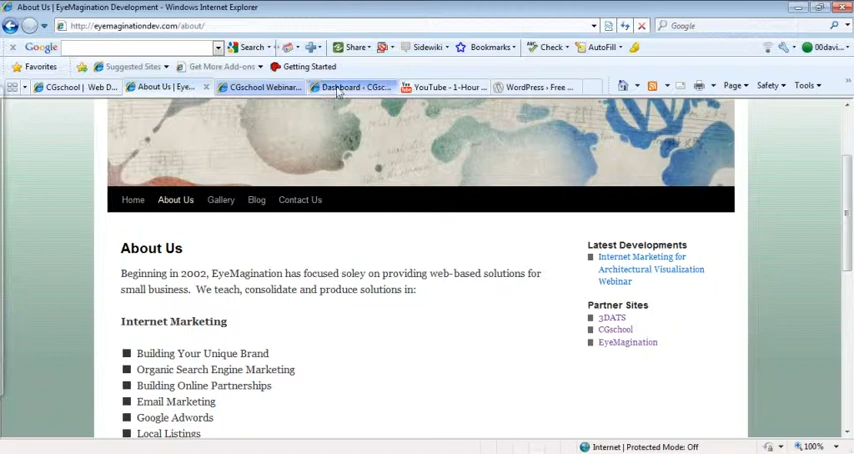 About Us | EyeMagination Development - Windows Internet Explorer
http://eyemaginationdev.com/about/
Google
Google Search Share Sidewiki Bookmarks Check AutoFill 00davi...
Favorites Suggested Sites Get More Add-ons Getting Started
CGschool | Web D... About Us | Eye... CGschool Webinar... Dashboard ‹ CGsc... YouTube - 1-Hour ... WordPress › Free ... Page Safety Tools
Home About Us Gallery Blog Contact Us
About Us
Beginning in 2002, EyeMagination has focused soley on providing web-based solutions for
small business. We teach, consolidate and produce solutions in:
Internet Marketing
Building Your Unique Brand
Organic Search Engine Marketing
Building Online Partnerships
Email Marketing
Google Adwords
Local Listings
Latest Developments
Internet Marketing for
Architectural Visualization
Webinar
Partner Sites
3DATS
CGschool
EyeMagination
Internet | Protected Mode: Off 100%